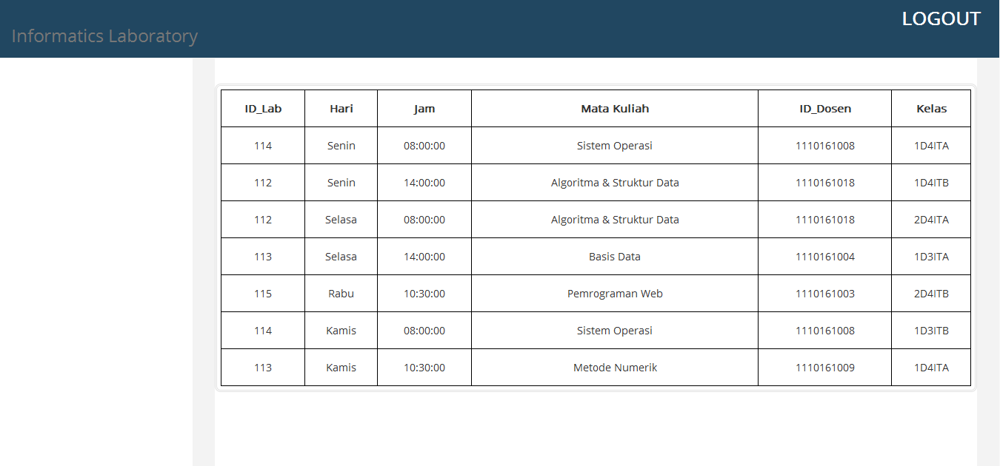 LOGOUT
Informatics Laboratory
ID_Lab Hari Jam Mata Kuliah ID_Dosen Kelas
114 Senin 08:00:00 Sistem Operasi 1110161008 1D4ITA
112 Senin 14:00:00 Algoritma & Struktur Data 1110161018 1D4ITB
112 Selasa 08:00:00 Algoritma & Struktur Data 1110161018 2D4ITA
113 Selasa 14:00:00 Basis Data 1110161004 1D3ITA
115 Rabu 10:30:00 Pemrograman Web 1110161003 2D4ITB
114 Kamis 08:00:00 Sistem Operasi 1110161008 1D3ITB
113 Kamis 10:30:00 Metode Numerik 1110161009 1D4ITA